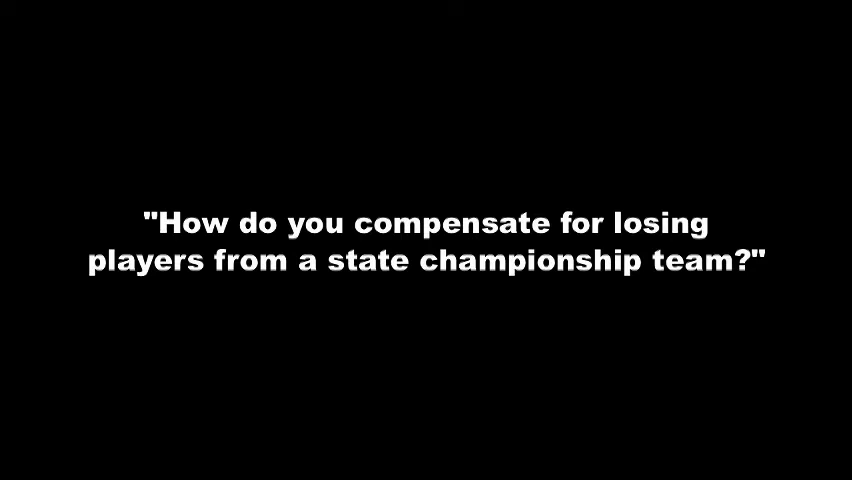 "How do you compensate for losing
players from a state championship team?"